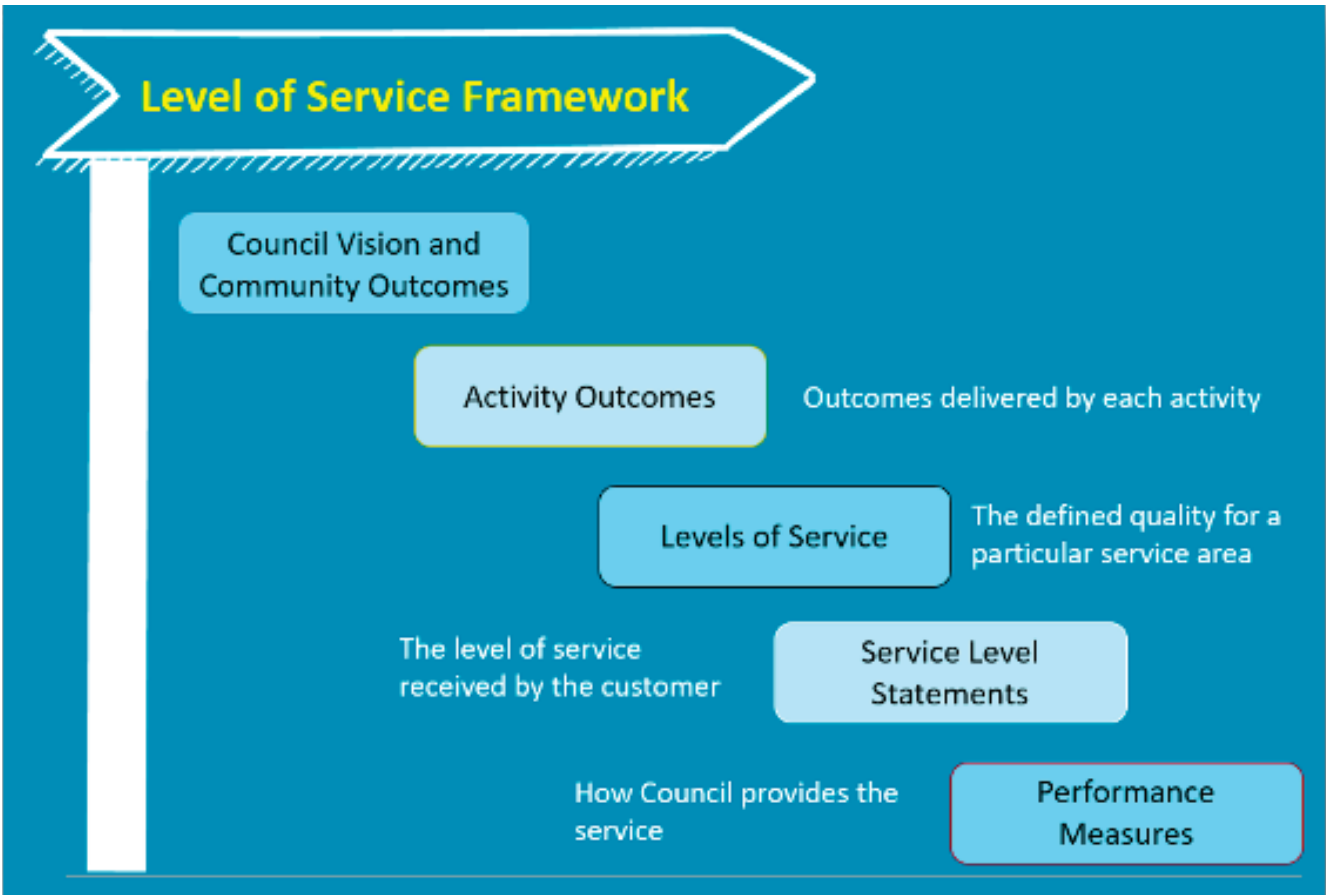 Level of Service Framework
Council Vision and
Community Outcomes
Activity Outcomes
Outcomes delivered by each activity
Levels of Service
The defined quality for a
particular service area
The level of service
received by the customer
Service Level
Statements
How Council provides the
service
Performance
Measures